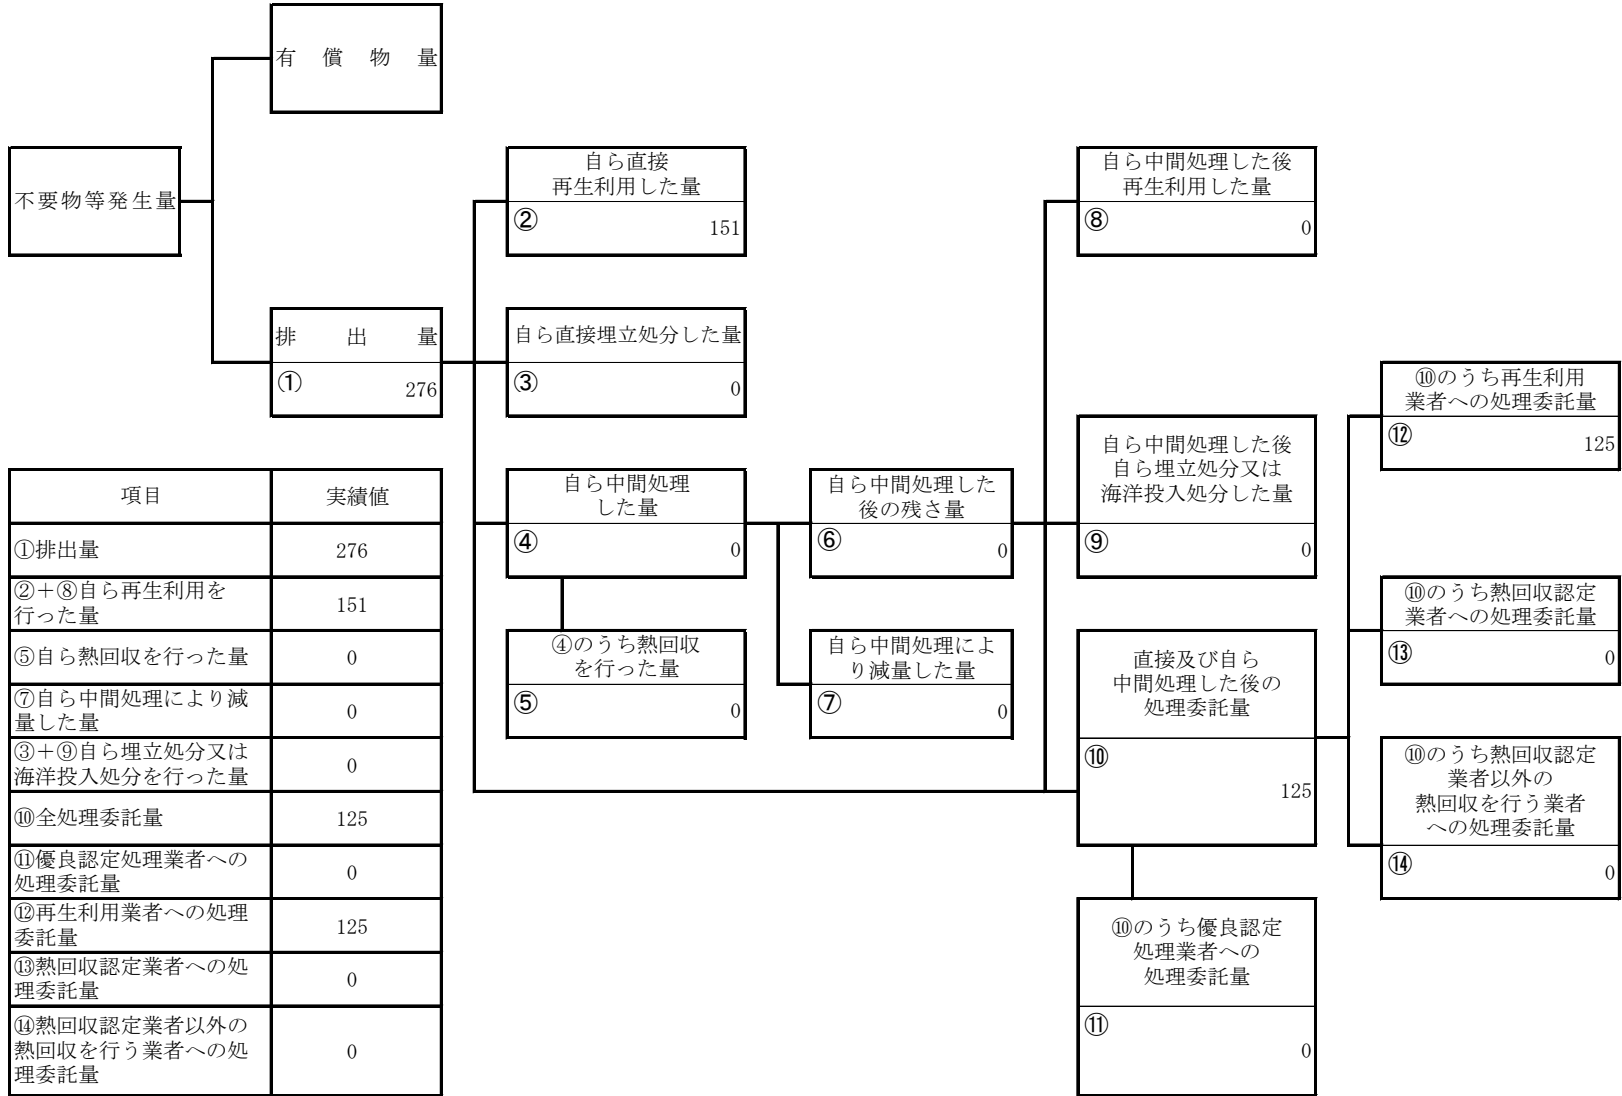 有償物量
不要物等発生量
排出量
①
276
自ら直接
再生利用した量
②
151
自ら直接埋立処分した量
③
0
自ら中間処理
した量
④
0
④のうち熱回収
を行った量
⑤
0
自ら中間処理した
後の残さ量
⑥
0
自ら中間処理によ
り減量した量
⑦
0
自ら中間処理した後
再生利用した量
⑧
0
自ら中間処理した後
自ら埋立処分又は
海洋投入処分した量
⑨
0
直接及び自ら
中間処理した後の
処理委託量
⑩
125
⑩のうち優良認定
処理業者への
処理委託量
⑪
0
⑩のうち再生利用
業者への処理委託量
⑫
125
⑩のうち熱回収認定
業者への処理委託量
⑬
0
⑩のうち熱回収認定
業者以外の
熱回収を行う業者
への処理委託量
⑭
0
項目 実績値
①排出量 276
②+⑧自ら再生利用を
行った量 151
⑤自ら熱回収を行った量 0
⑦自ら中間処理により減
量した量 0
③+⑨自ら埋立処分又は
海洋投入処分を行った量 0
⑩全処理委託量 125
⑪優良認定処理業者への
処理委託量 0
⑫再生利用業者への処理
委託量 125
⑬熱回収認定業者への処
理委託量 0
⑭熱回収認定業者以外の
熱回収を行う業者への処 0
理委託量